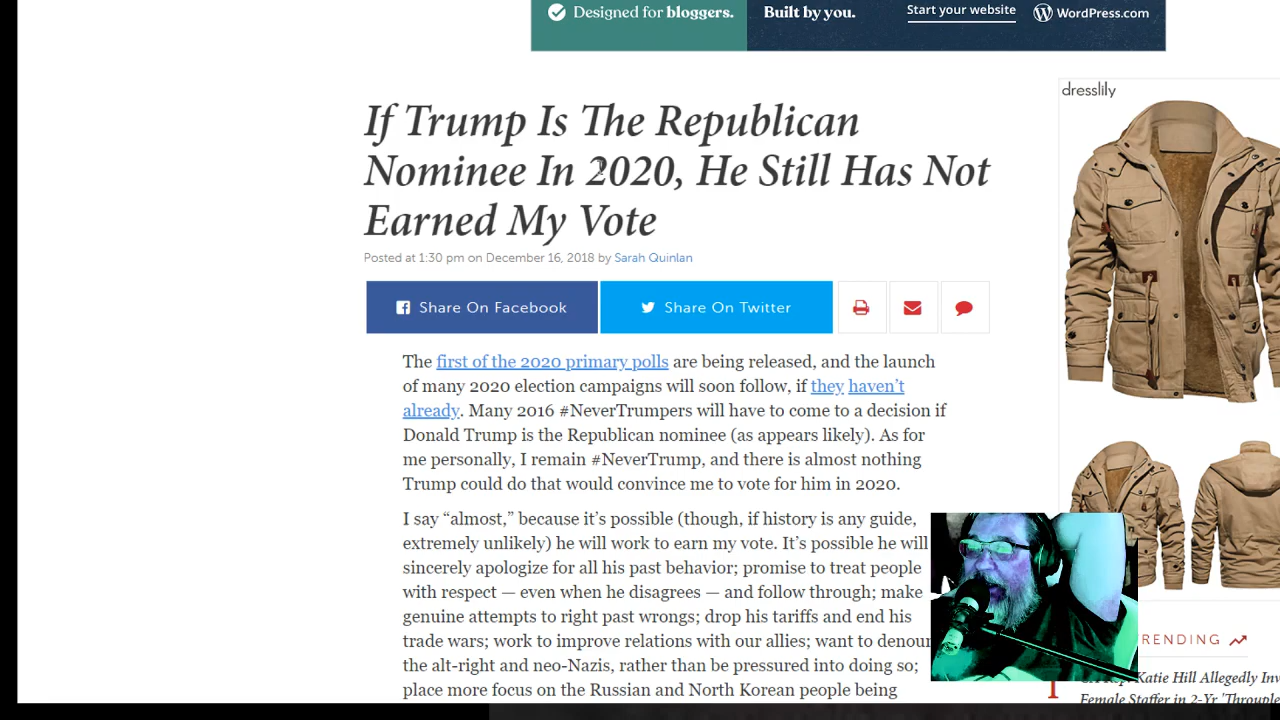 Designed for bloggers. Built by you. Start your website WordPress.com
dresslily
If Trump Is The Republican
Nominee In 2020, He Still Has Not
Earned My Vote
Posted at 1:30 pm on December 16, 2018 by Sarah Quinlan
Share On Facebook Share On Twitter
The first of the 2020 primary polls are being released, and the launch
of many 2020 election campaigns will soon follow, if they haven’t
already. Many 2016 #NeverTrumpers will have to come to a decision if
Donald Trump is the Republican nominee (as appears likely). As for
me personally, I remain #NeverTrump, and there is almost nothing
Trump could do that would convince me to vote for him in 2020.
I say “almost,” because it’s possible (though, if history is any guide,
extremely unlikely) he will work to earn my vote. It’s possible he will
sincerely apologize for all his past behavior; promise to treat people
with respect — even when he disagrees — and follow through; make
genuine attempts to right past wrongs; drop his tariffs and end his
trade wars; work to improve relations with our allies; want to denoun
the alt-right and neo-Nazis, rather than be pressured into doing so;
place more focus on the Russian and North Korean people being
RENDING
Katie Hill Allegedly Inv
Female Staffer in 2-Yr 'Throuple